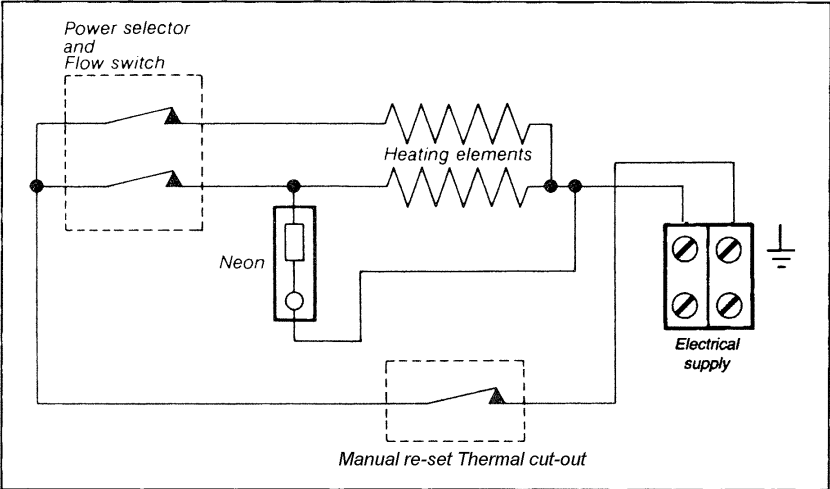 Power selector
and
Flow switch
Heating elements
Neon
Electrical
supply
Manual re-set Thermal cut-out